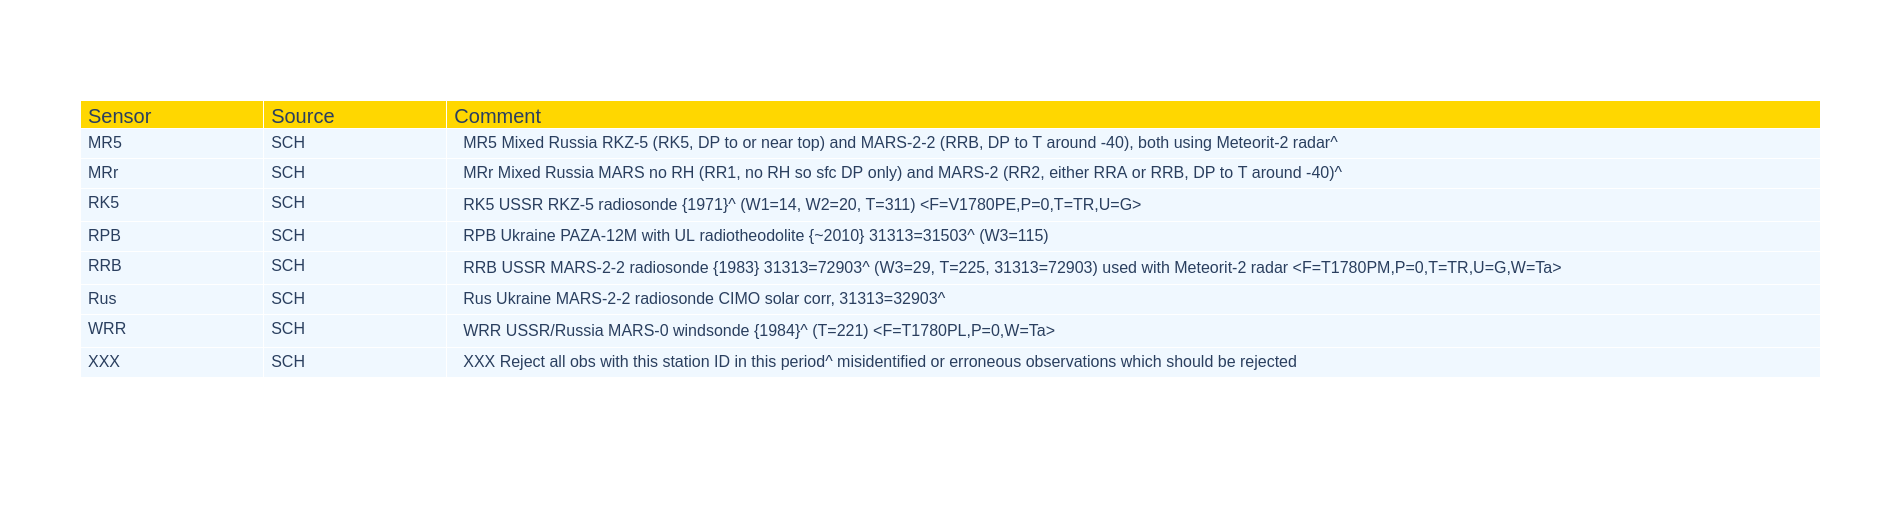 Sensor Source Comment
MR5 SCH MR5 Mixed Russia RKZ-5 (RK5, DP to or near top) and MARS-2-2 (RRB, DP to T around -40), both using Meteorit-2 radar^
MRr SCH MRr Mixed Russia MARS no RH (RR1, no RH so sfc DP only) and MARS-2 (RR2, either RRA or RRB, DP to T around -40)^
RK5 SCH RK5 USSR RKZ-5 radiosonde {1971}^ (W1=14, W2=20, T=311) <F=V1780PE,P=0,T=TR,U=G>
RPB SCH RPB Ukraine PAZA-12M with UL radiotheodolite {~2010} 31313=31503^ (W3=115)
RRB SCH RRB USSR MARS-2-2 radiosonde {1983} 31313=72903^ (W3=29, T=225, 31313=72903) used with Meteorit-2 radar <F=T1780PM,P=0,T=TR,U=G,W=Ta>
Rus SCH Rus Ukraine MARS-2-2 radiosonde CIMO solar corr, 31313=32903^
WRR SCH WRR USSR/Russia MARS-0 windsonde {1984}^ (T=221) <F=T1780PL,P=0,W=Ta>
XXX SCH XXX Reject all obs with this station ID in this period^ misidentified or erroneous observations which should be rejected